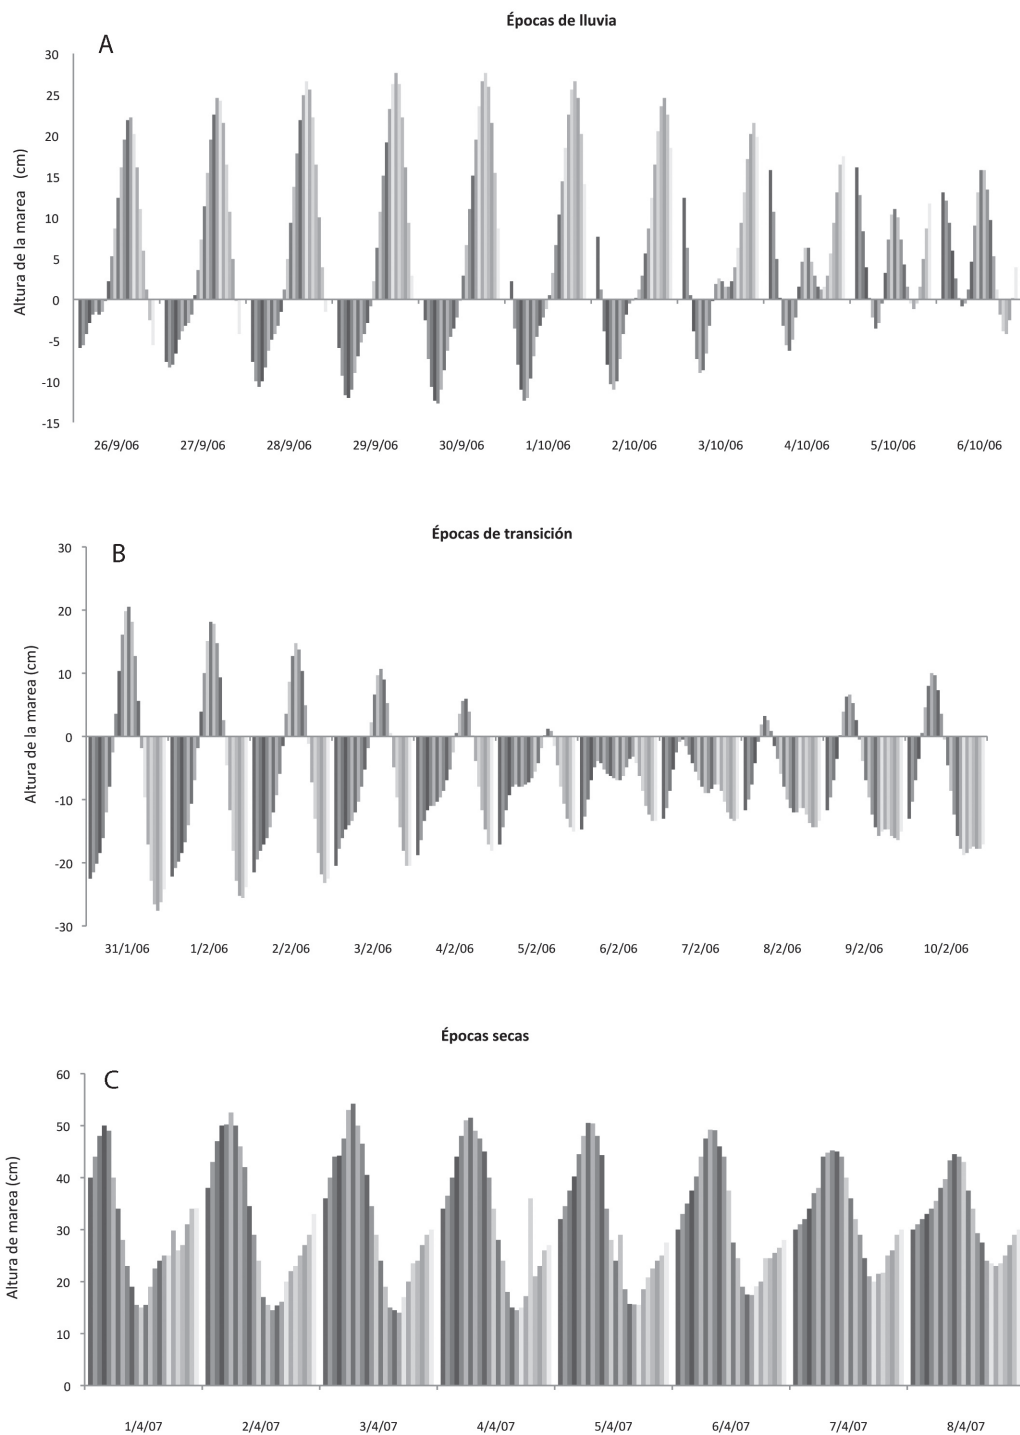 Épocas de lluvia
A
Altura de la marea (cm)
30
25
20
15
10
5
0
-5
-10
-15
26/9/06 27/9/06 28/9/06 29/9/06 30/9/06 1/10/06 2/10/06 3/10/06 4/10/06 5/10/06 6/10/06
Épocas de transición
B
Altura de la marea (cm)
30
20
10
0
-10
-20
-30
31/1/06 1/2/06 2/2/06 3/2/06 4/2/06 5/2/06 6/2/06 7/2/06 8/2/06 9/2/06 10/2/06
Épocas secas
C
Altura de marea (cm)
60
50
40
30
20
10
0
1/4/07 2/4/07 3/4/07 4/4/07 5/4/07 6/4/07 7/4/07 8/4/07